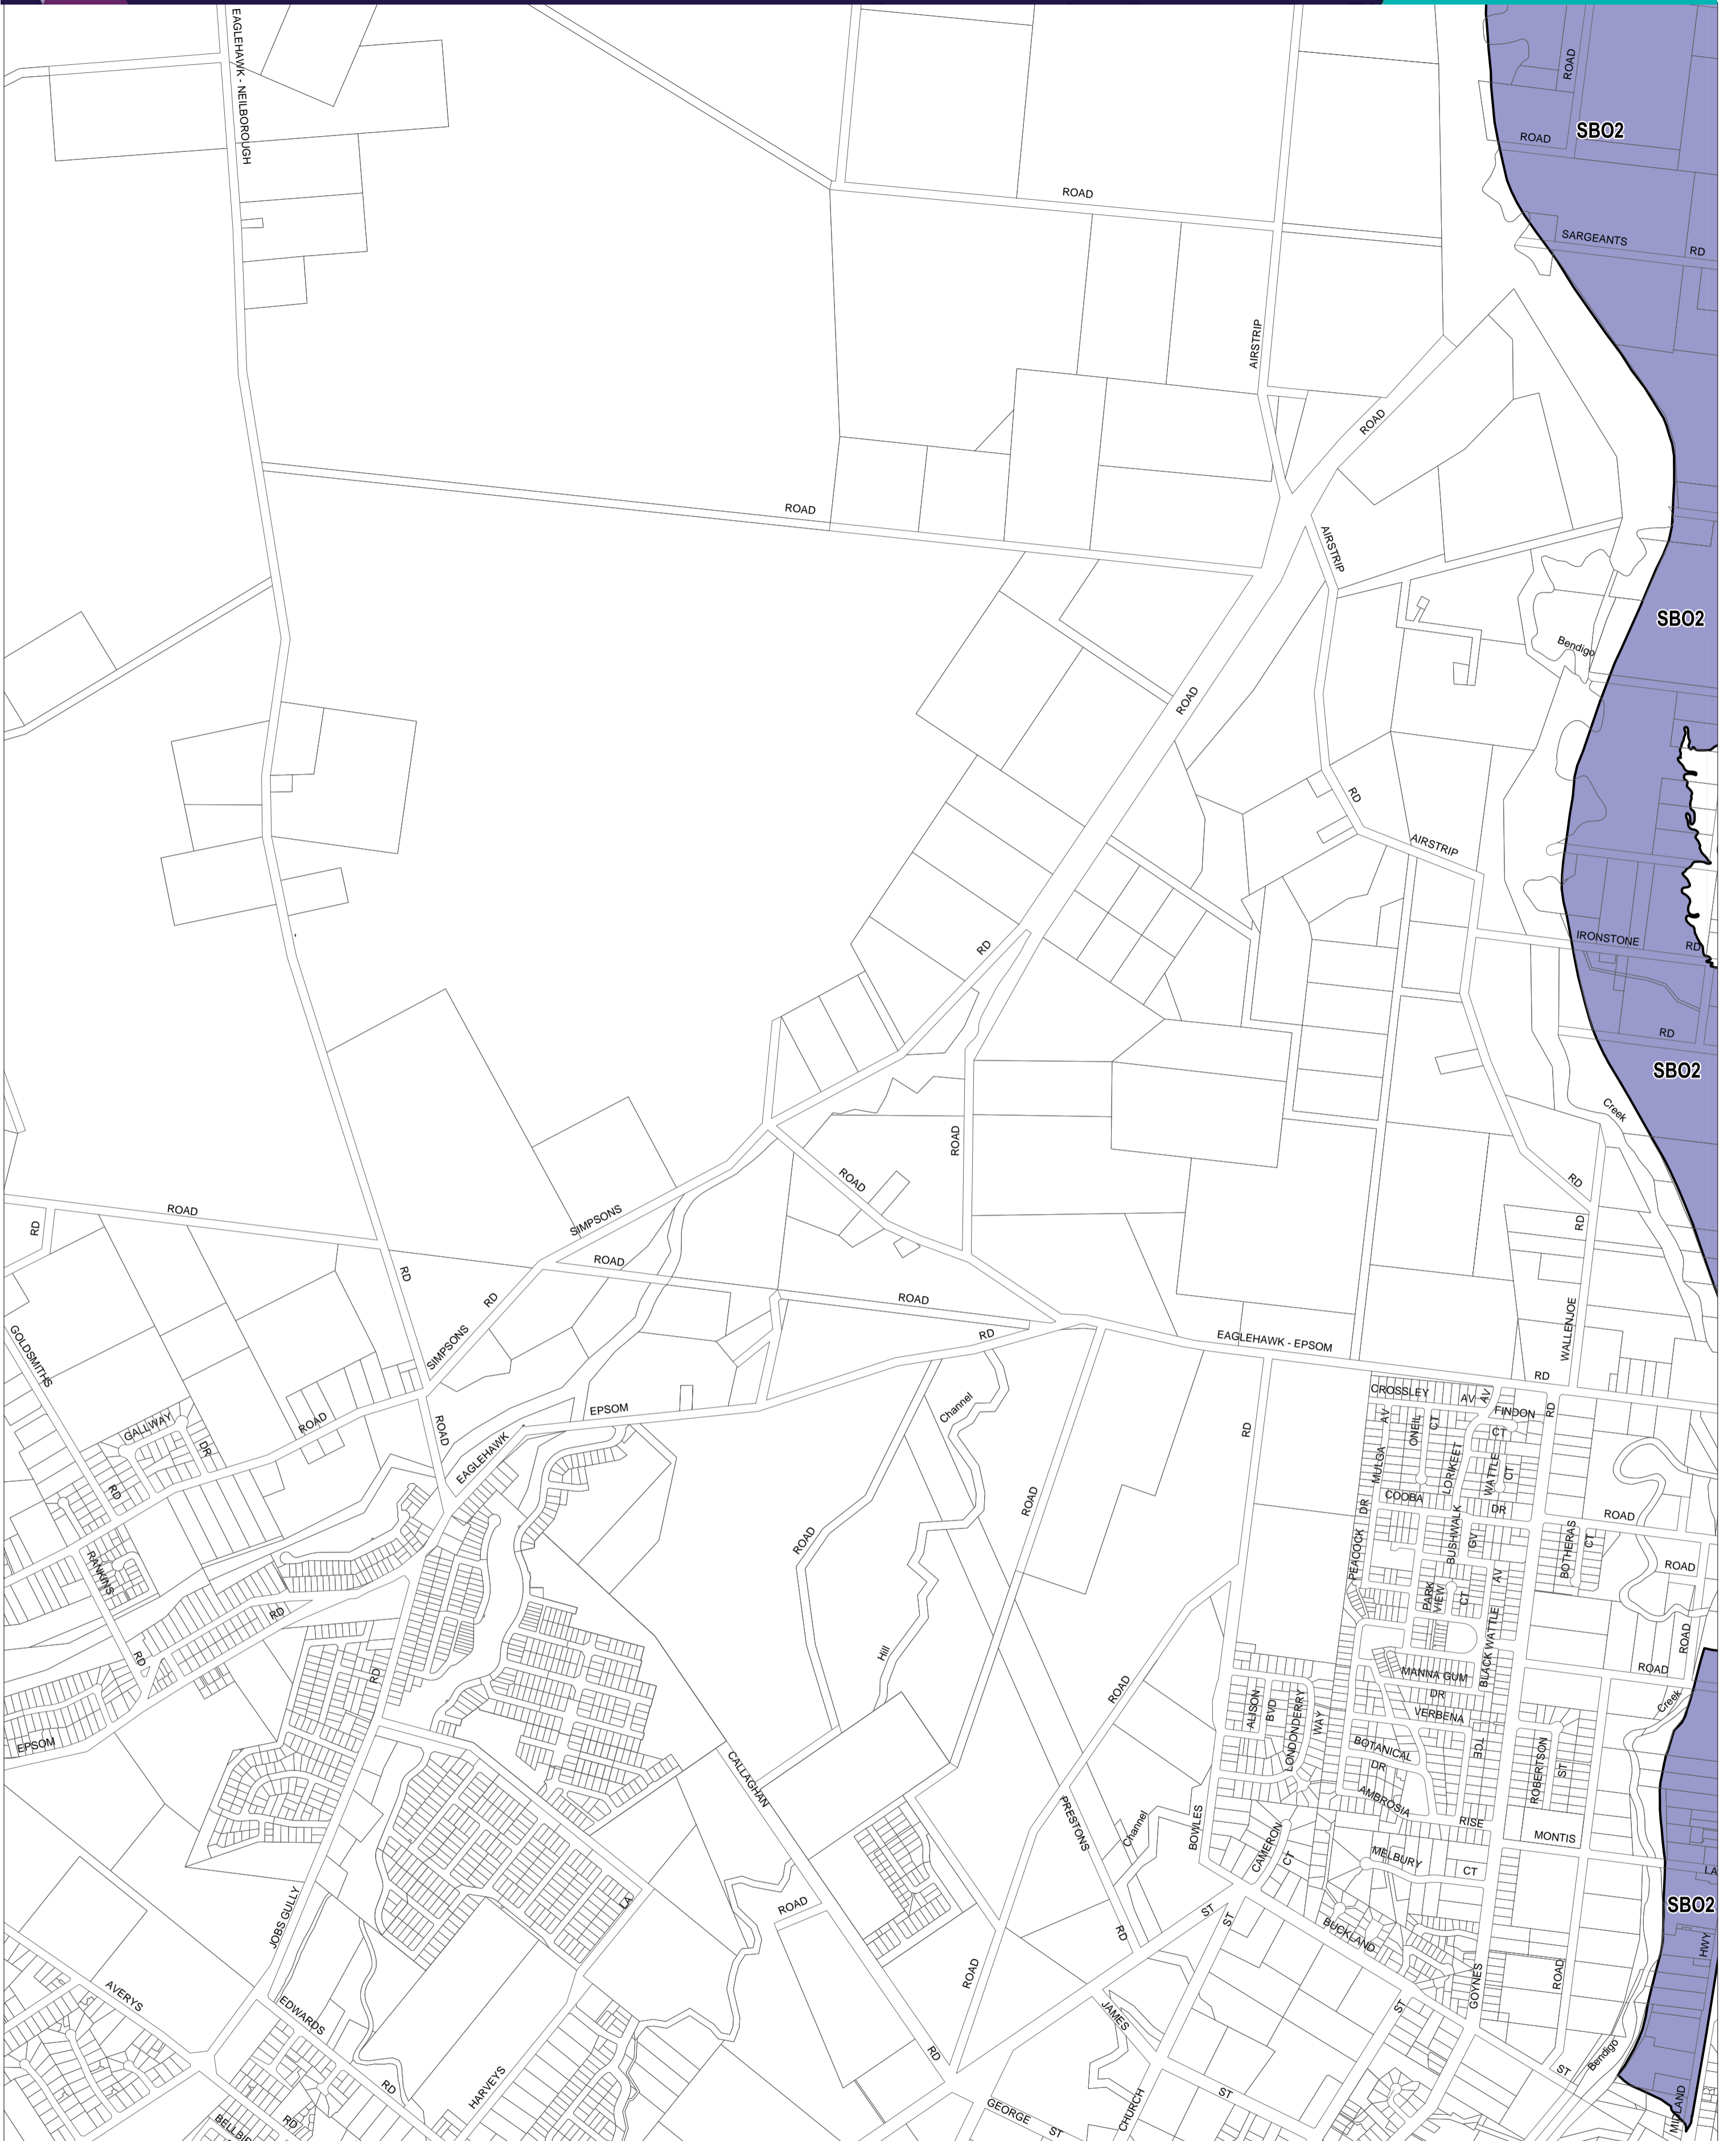 EAGLEHAWK - NEILBOROUGH
ROAD
SBO2
ROAD
ROAD
SARGEANTS
RD
AIRSTRIP
ROAD
ROAD
AIRSTRIP
SBO2
Bendigo
ROAD
RD
AIRSTRIP
RD
IRONSTONE
RD
RD
SBO2
Creek
ROAD
ROAD
RD
ROAD
RD
SIMPSONS
RD
ROAD
RD
RD
ROAD
RD
EAGLEHAWK - EPSOM
WALLENJOE
RD
GOLDSMITHS
SIMPSONS
GALLWAY
DR
ROAD
ROAD
EPSOM
EAGLEHAWK
Channel
RD
CROSSLEY
AV
AV
FINDON
RD
AV
ONEIL
CT
CT
MULGA
LORIKEET
WATTLE
CT
COOBA
DR
DR
ROAD
RD
ROAD
ROAD
PEACOCK
BUSHWALK
GV
BOTHERAS
CT
ROAD
RANKINS
PARK
VIEW
CT
AV
RD
RD
RD
Hill
ROAD
BLACK WATTLE
ROAD
ROAD
MANNA GUM
DR
VERBENA
Creek
ALISON
BVD
LONDONDERRY
WAY
EPSOM
CALLAGHAN
BOTANICAL
DR
TCE
ROBERTSON
ST
AMBROSIA
RISE
PRESTONS
Channel
BOWLES
MONTIS
CAMERON
CT
MELBURY
CT
LA
SBO2
JOBS GULLY
LA
ROAD
ST
ST
RD
BUCKLAND
HWY
ROAD
GOYNES
ROAD
AVERYS
EDWARDS
JAMES
ST
RD
Bendigo
ST
RD
HARVEYS
ST
CHURCH
GEORGE
ST
MIDLAND
RD